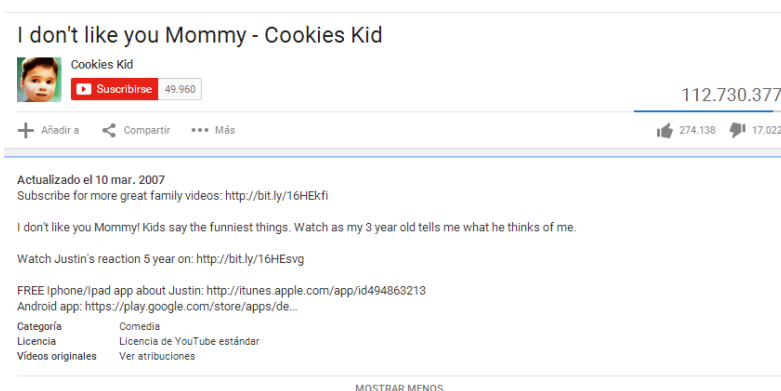 I don't like you Mommy - Cookies Kid
Cookies Kid
Suscribirse 49.960
112.730.377
Añadir a Compartir Más 274.138 17.022
Actualizado el 10 mar. 2007
Subscribe for more great family videos: http://bit.ly/16HEkfi
I don't like you Mommy! Kids say the funniest things. Watch as my 3 year old tells me what he thinks of me.
Watch Justin's reaction 5 year on: http://bit.ly/16HEsvg
FREE Iphone/Ipad app about Justin: http://itunes.apple.com/app/id494863213
Android app: https://play.google.com/store/apps/de...
Categoría Comedia
Licencia Licencia de YouTube estándar
Vídeos originales Ver atribuciones
MOSTRAR MENOS